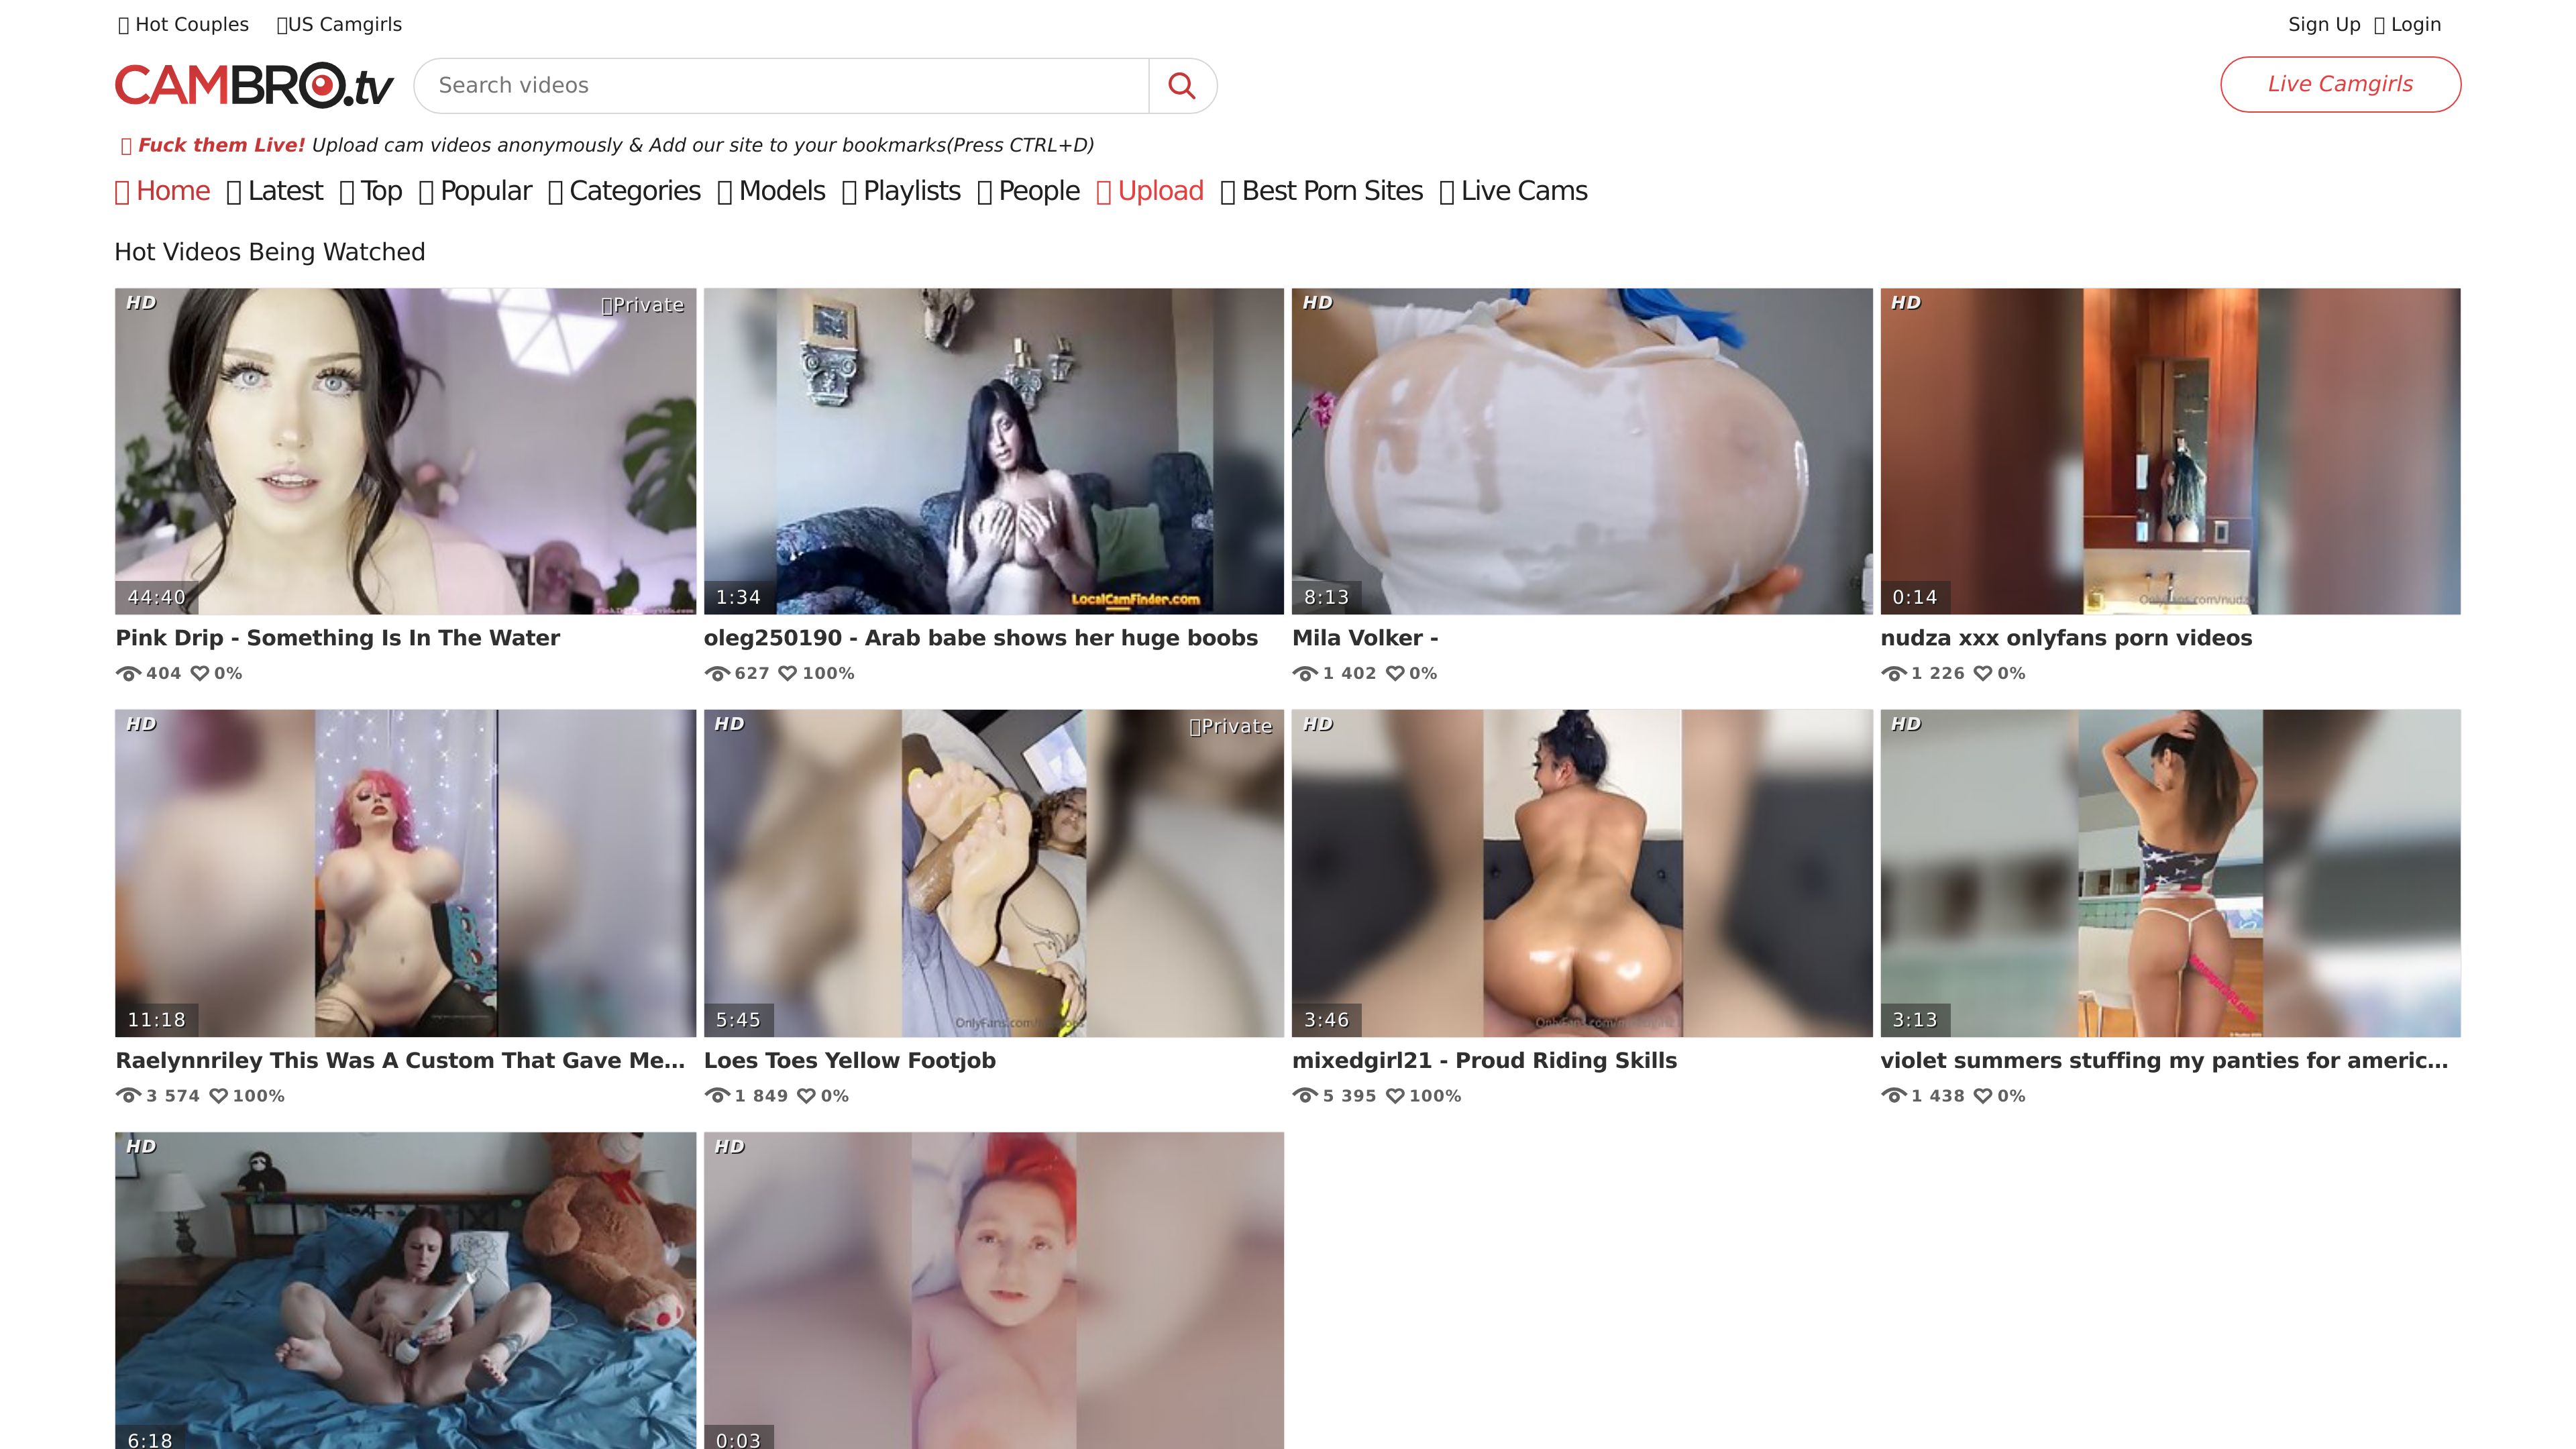 Hot Couples US Camgirls Sign Up Login
CAMBRO.tv Search videos Live Camgirls
Fuck them Live! Upload cam videos anonymously & Add our site to your bookmarks(Press CTRL+D)
Home Latest Top Popular Categories Models Playlists People Upload Best Porn Sites Live Cams
Hot Videos Being Watched
HD Private HD HD
LocalCamFinder.com
44:40 1:34 8:13 0:14
Pink Drip - Something Is In The Water oleg250190 - Arab babe shows her huge boobs Mila Volker - nudza xxx onlyfans porn videos
404 0% 627 100% 1 402 0% 1 226 0%
HD HD Private HD HD
11:18 5:45 3:46 3:13
Raelynnriley This Was A Custom That Gave Me... Loes Toes Yellow Footjob mixedgirl21 - Proud Riding Skills violet summers stuffing my panties for americ...
3 574 100% 1 849 0% 5 395 100% 1 438 0%
HD HD
6:18 0:03